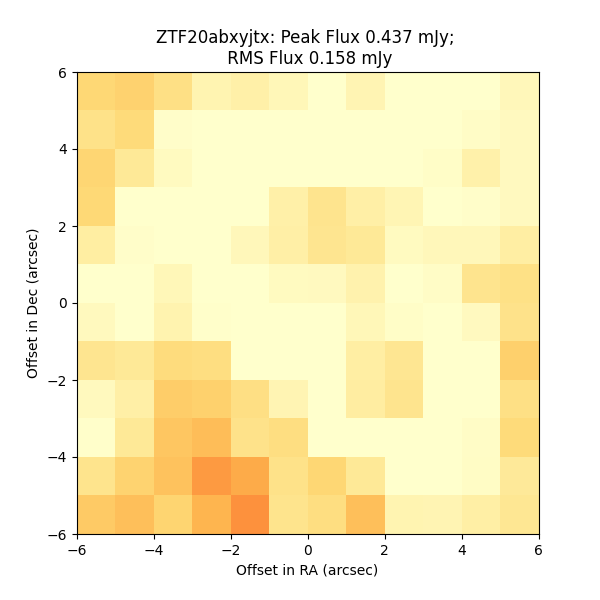 ZTF20abxyjtx: Peak Flux 0.437 mJy;
RMS Flux 0.158 mJy
6
4
2
0
−2
−4
−6
Offset in Dec (arcsec)
−6 −4 −2 0 2 4 6
Offset in RA (arcsec)